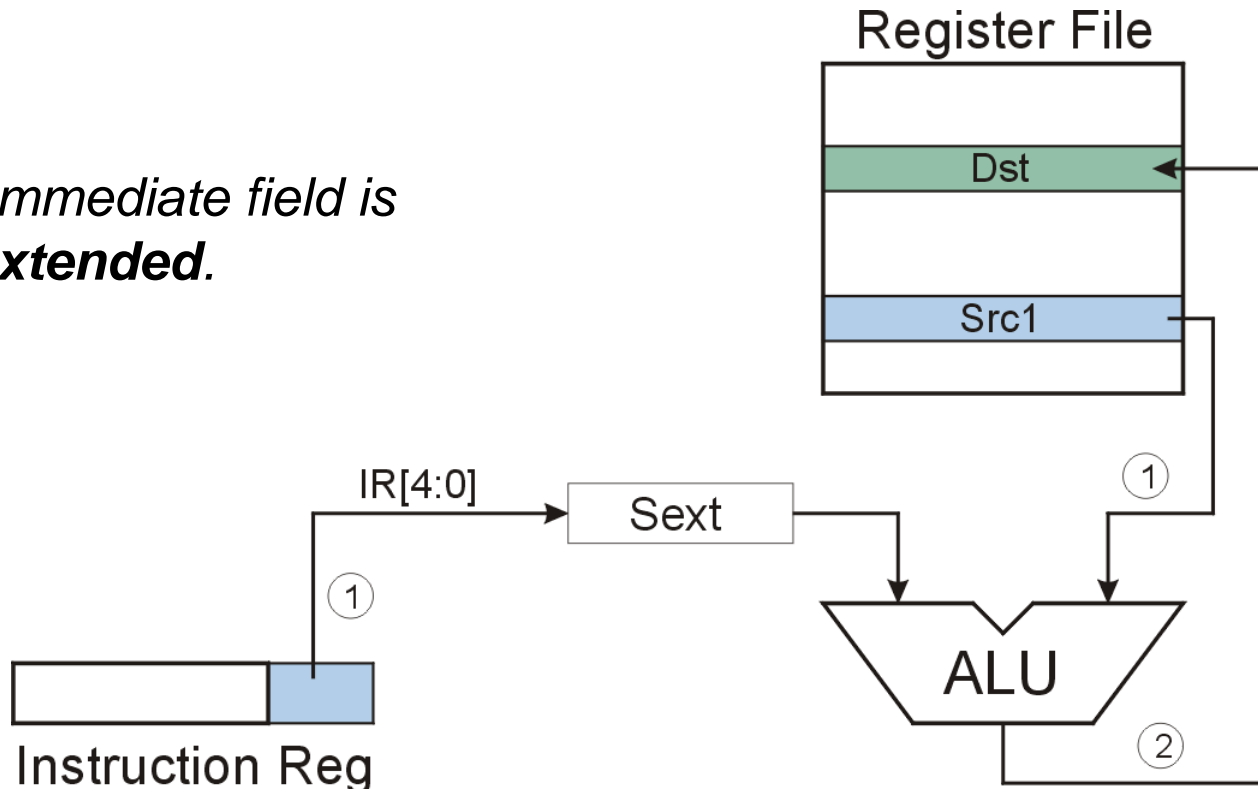 Register File
Dst
mmediate field is
xtended.
Src1
IR[4:0]
Sext
1
1
ALU
2
Instruction Reg